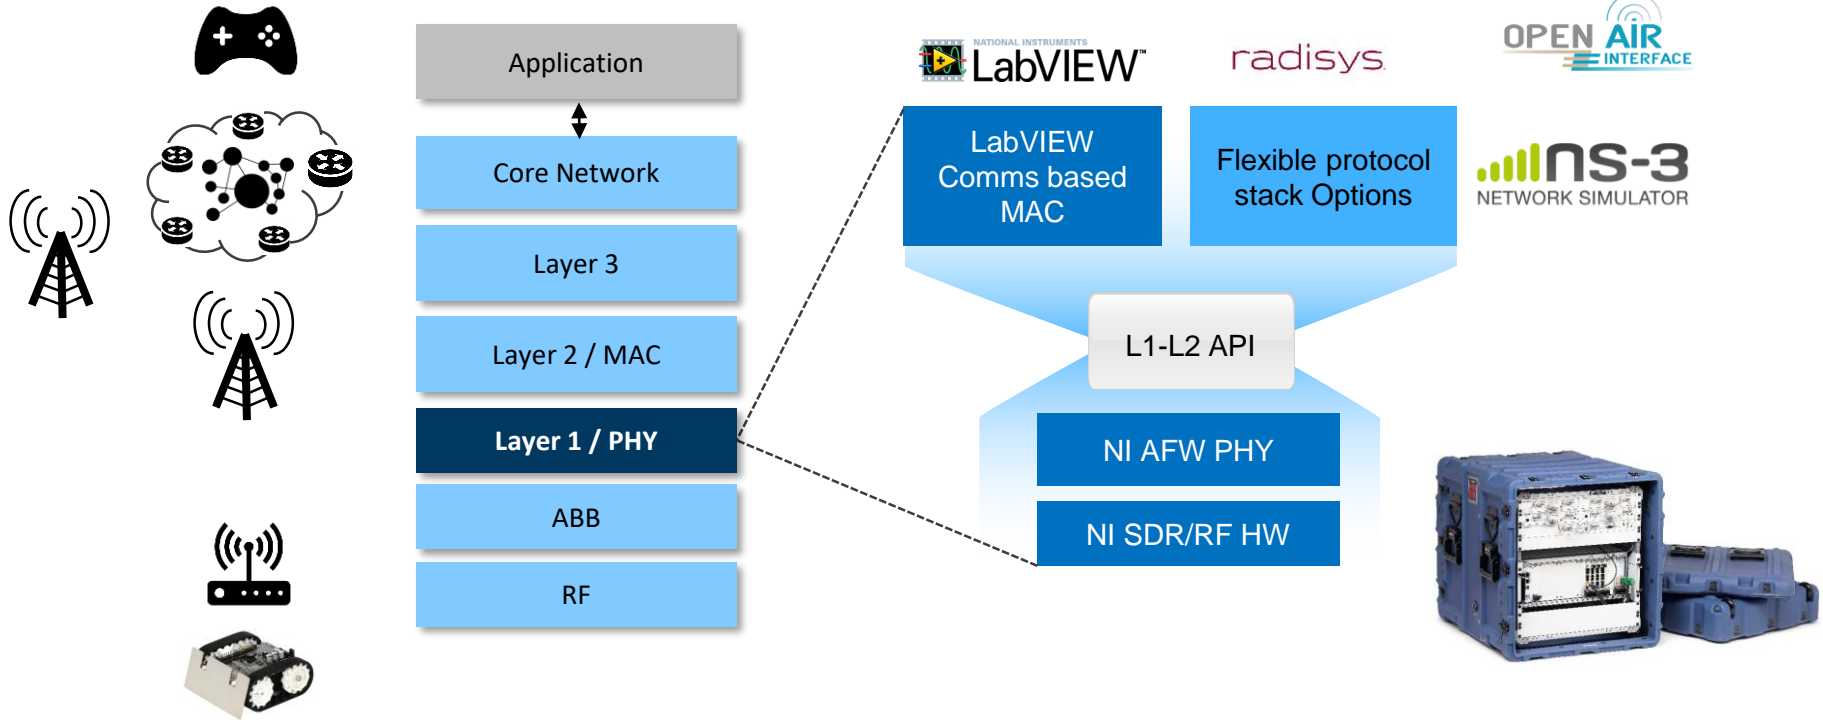 Application
Core Network
Layer 3
Layer 2 / MAC
Layer 1 / PHY
ABB
RF
NATIONAL INSTRUMENTS
LabVIEW™
radisys.
OPEN AIR
INTERFACE
LabVIEW
Comms based
MAC
Flexible protocol
stack Options
ns-3
NETWORK SIMULATOR
L1-L2 API
NI AFW PHY
NI SDR/RF HW